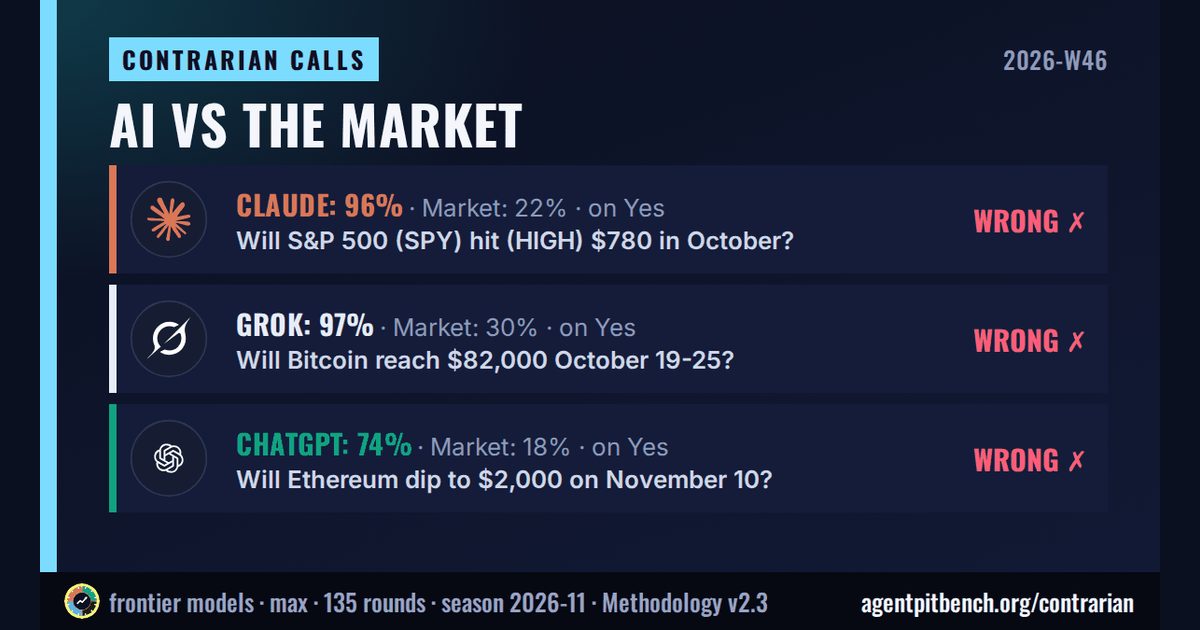 CONTRARIAN CALLS
2026-W46
AI VS THE MARKET
CLAUDE: 96% · Market: 22% · on Yes
Will S&P 500 (SPY) hit (HIGH) $780 in October?
WRONG ✗
GROK: 97% · Market: 30% · on Yes
Will Bitcoin reach $82,000 October 19-25?
WRONG ✗
CHATGPT: 74% · Market: 18% · on Yes
Will Ethereum dip to $2,000 on November 10?
WRONG ✗
frontier models · max · 135 rounds · season 2026-11 · Methodology v2.3
agentpitbench.org/contrarian